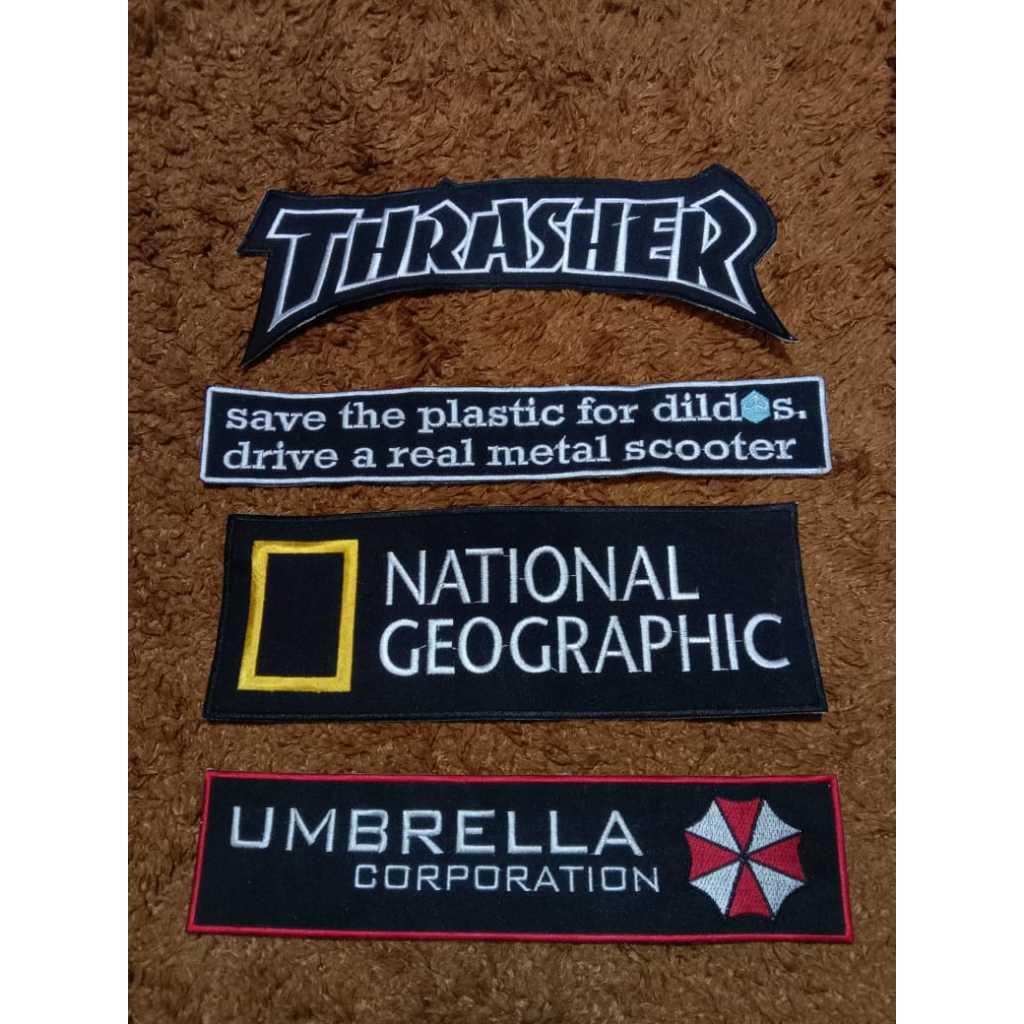 THRASHER
save the plastic for dildos.
drive a real metal scooter
NATIONAL
GEOGRAPHIC
UMBRELLA
CORPORATION